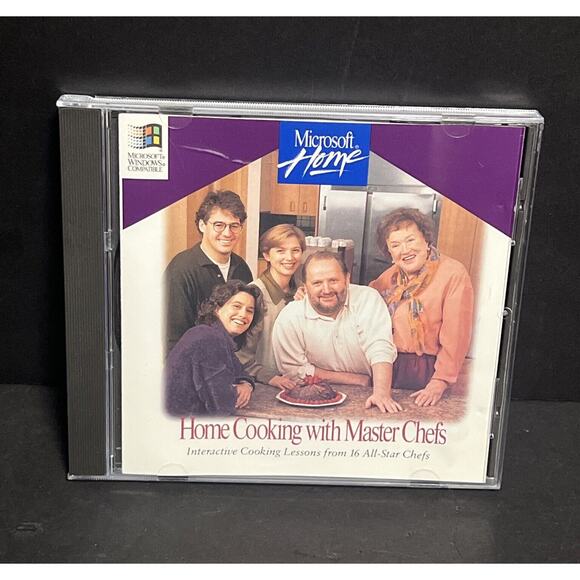 Microsoft®
Home®
MICROSOFT®
WINDOWS®
COMPATIBLE
Home Cooking with Master Chefs
Interactive Cooking Lessons from 16 All-Star Chefs